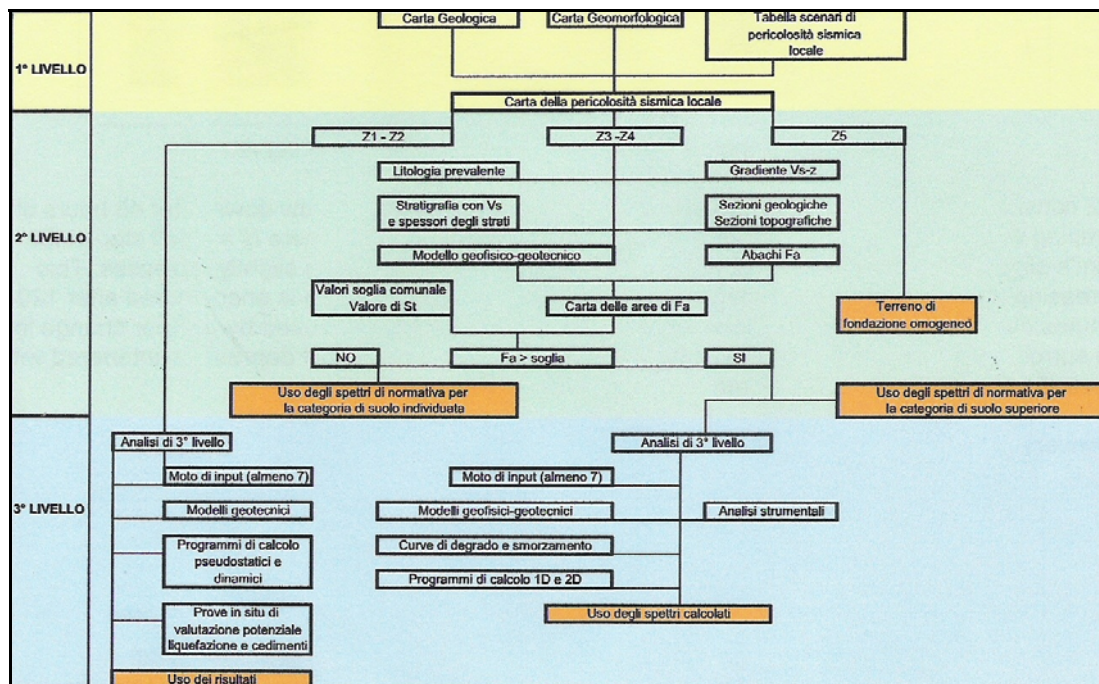 Carta Geologica
Carta Geomorfologica
Tabella scenari di
pericolosità sismica
locale
1° LIVELLO
Carta della pericolosità sismica locale
Z1 - Z2
Z3 -Z4
Z5
Litologia prevalente
Gradiente Vs-z
Stratigrafia con Vs
e spessori degli strati
Sezioni geologiche
Sezioni topografiche
2° LIVELLO
Modello geofisico-geotecnico
Abachi Fa
Valori soglia comunale
Valore di St
Carta delle aree di Fa
Terreno di
fondazione omogeneo
NO
Fa > soglia
SI
Uso degli spettri di normativa per
la categoria di suolo individuata
Uso degli spettri di normativa per
la categoria di suolo superiore
Analisi di 3° livello
Analisi di 3° livello
Moto di input (almeno 7)
Moto di input (almeno 7)
3° LIVELLO
Modelli geotecnici
Modelli geofisici-geotecnici
Analisi strumentali
Programmi di calcolo
pseudostatici e
dinamici
Curve di degrado e smorzamento
Programmi di calcolo 1D e 2D
Prove in situ di
valutazione potenziale
liquefazione e cedimenti
Uso degli spettri calcolati
Uso dei risultati